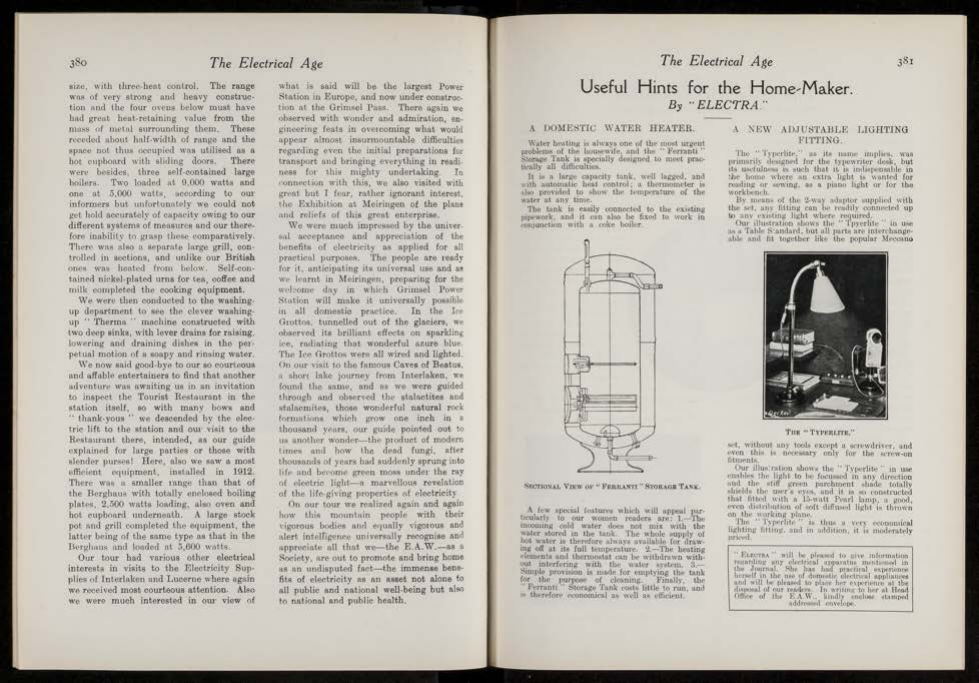 380
The Electrical Age
size, with three-heat control. The range
was of very strong and heavy construc-
tion and the four ovens below must have
had great heat-retaining value from the
mass of metal surrounding them. These
receded about half-width of range and the
space not thus occupied was utilised as a
hot cupboard with sliding doors. There
were besides, three self-contained large
boilers. Two loaded at 9,000 watts and
one at 5,000 watts, according to our
informers but unfortunately we could not
get hold accurately of capacity owing to our
different systems of measures and our there-
fore inability to grasp these comparatively.
There was also a separate large grill, con-
trolled in sections, and unlike our British
ones was heated from below. Self-con-
tained nickel-plated urns for tea, coffee and
milk completed the cooking equipment.
We were then conducted to the washing-
up department to see the clever washing-
up " Therma " machine constructed with
two deep sinks, with lever drains for raising,
lowering and draining dishes in the per-
petual motion of a soapy and rinsing water.
We now said good-bye to our so courteous
and affable entertainers to find that another
adventure was awaiting us in an invitation
to inspect the Tourist Restaurant in the
station itself, so with many bows and
" thank-yous " we descended by the elec-
tric lift to the station and our visit to the
Restaurant there, intended, as our guide
explained for large parties or those with
slender purses! Here, also we saw a most
efficient equipment, installed in 1912.
There was a smaller range than that of
the Berghaus with totally enclosed boiling
plates, 2,500 watts loading, also oven and
hot cupboard underneath. A large stock
pot and grill completed the equipment, the
latter being of the same type as that in the
Berghaus and loaded at 5,600 watts.
Our tour had various other electrical
interests in visits to the Electricity Sup-
plies of Interlaken and Lucerne where again
we received most courteous attention. Also
we were much interested in our view of
what is said will be the largest Power
Station in Europe, and now under construc-
tion at the Grimsel Pass. There again we
observed with wonder and admiration, en-
gineering feats in overcoming what would
appear almost insurmountable difficulties
regarding even the initial preparations for
transport and bringing everything in readi-
ness for this mighty undertaking. In
connection with this, we also visited with
great but I fear, rather ignorant interest,
the Exhibition at Meiringen of the plans
and reliefs of this great enterprise.
We were much impressed by the univer-
sal acceptance and appreciation of the
benefits of electricity as applied for all
practical purposes. The people are ready
for it, anticipating its universal use and as
we learnt in Meiringen, preparing for the
welcome day in which Grimsel Power
Station will make it universally possible
in all domestic practice. In the Ice
Grottos, tunnelled out of the glaciers, we
observed its brilliant effects on sparkling
ice, radiating that wonderful azure blue.
The Ice Grottos were all wired and lighted.
On our visit to the famous Caves of Beatus,
a short lake journey from Interlaken, we
found the same, and as we were guided
through and observed the stalactites and
stalacmites, those wonderful natural rock
formations which grow one inch in a
thousand years, our guide pointed out to
us another wonder—the product of modern
times and how the dead fungi, after
thousands of years had suddenly sprung into
life and become green moss under the ray
of electric light—a marvellous revelation
of the life-giving properties of electricity.
On our tour we realized again and again
how this mountain people with their
vigorous bodies and equally vigorous and
alert intelligence universally recognise and
appreciate all that we—the E.A.W.—as a
Society, are out to promote and bring home
as an undisputed fact—the immense bene-
fits of electricity as an asset not alone to
all public and national well-being but also
to national and public health.
The Electrical Age
381
Useful Hints for the Home-Maker.
By "ELECTRA."
A DOMESTIC WATER HEATER.
Water heating is always one of the most urgent
problems of the housewife, and the " Ferranti "
Storage Tank is specially designed to meet prac-
tically all difficulties.
It is a large capacity tank, well lagged, and
with automatic heat control; a thermometer is
also provided to show the temperature of the
water at any time.
The tank is easily connected to the existing
pipework, and it can also be fixed to work in
conjunction with a coke boiler.
SECTIONAL VIEW OF " FERRANTI " STORAGE TANK.
A few special features which will appeal par-
ticularly to our women readers are: 1.—The
incoming cold water does not mix with the
water stored in the tank. The whole supply of
hot water is therefore always available for draw-
ing off at its full temperature. 2.—The heating
elements and thermostat can be withdrawn with-
out interfering with the water system. 3.—
Simple provision is made for emptying the tank
for the purpose of cleaning. Finally, the
" Ferranti " Storage Tank costs little to run, and
is therefore economical as well as efficient.
A NEW ADJUSTABLE LIGHTING
FITTING.
The " Typerlite," as its name implies, was
primarily designed for the typewriter desk, but
its usefulness is such that it is indispensable in
the home where an extra light is wanted for
reading or sewing, as a piano light or for the
workbench.
By means of the 2-way adaptor supplied with
the set, any fitting can be readily connected up
to any existing light where required.
Our illustration shows the " Tpyerlite " in use
as a Table Standard, but all parts are interchange-
able and fit together like the popular Meccano
THE " TYPERLITE."
set, without any tools except a screwdriver, and
even this is necessary only for the screw-on
fitments.
Our illustration shows the " Typerlite " in use
enables the light to be focussed in any direction
and the stiff green parchment shade totally
shields the user's eyes, and it is so constructed
that fitted with a 15-watt Pearl lamp, a good,
even distribution of soft diffused light is thrown
on the working plane.
The " Typerlite " is thus a very economical
lighting fitting, and in addition, it is moderately
priced.
" ELECTRA " will be pleased to give information
regarding any electrical apparatus mentioned in
the Journal. She has had practical experience
herself in the use of domestic electrical appliances
and will be pleased to place her experience at the
disposal of our readers. In writing to her at Head
Office of the E.A.W., kindly enclose stamped
addressed envelope.